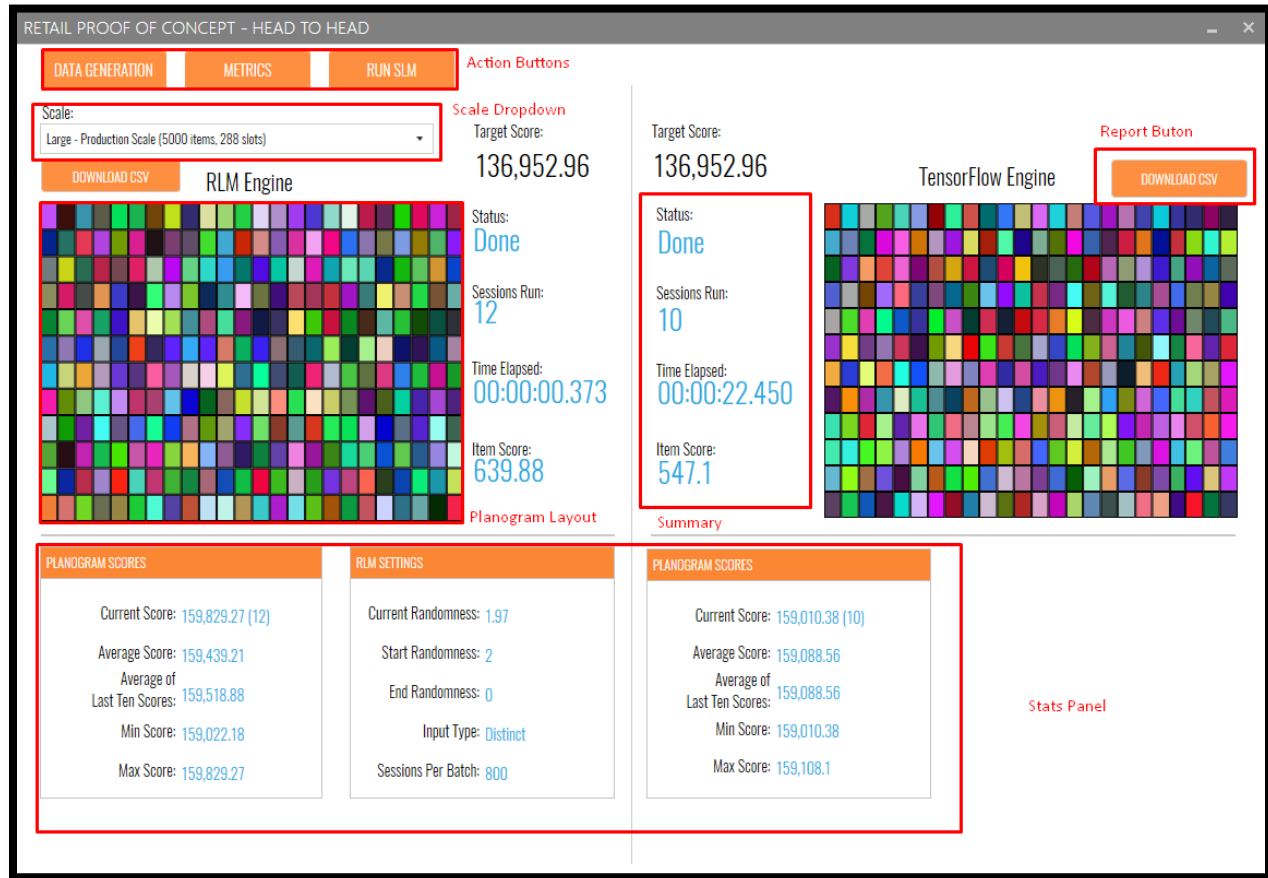 RETAIL PROOF OF CONCEPT - HEAD TO HEAD
DATA GENERATION
METRICS
RUN SLM
Action Buttons
Scale:
Scale Dropdown
Large - Production Scale (5000 items, 288 slots)
DOWNLOAD CSV
RLM Engine
Target Score:
136,952.96
Status:
Done
Sessions Run:
12
Time Elapsed:
00:00:00.373
Item Score:
639.88
Planogram Layout
Target Score:
136,952.96
TensorFlow Engine
Report Buton
DOWNLOAD CSV
Status:
Done
Sessions Run:
10
Time Elapsed:
00:00:22.450
Item Score:
547.1
Summary
PLANOGRAM SCORES
Current Score: 159,829.27 (12)
Average Score: 159,439.21
Average of
Last Ten Scores: 159,518.88
Min Score: 159,022.18
Max Score: 159,829.27
RLM SETTINGS
Current Randomness: 1.97
Start Randomness: 2
End Randomness: 0
Input Type: Distinct
Sessions Per Batch: 800
PLANOGRAM SCORES
Current Score: 159,010.38 (10)
Average Score: 159,088.56
Average of
Last Ten Scores: 159,088.56
Min Score: 159,010.38
Max Score: 159,108.1
Stats Panel